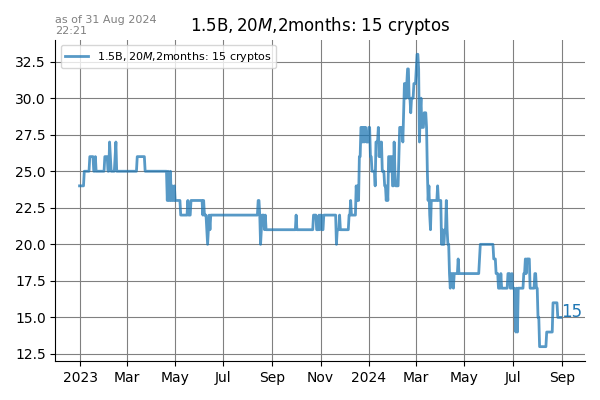 as of 31 Aug 2024
22:21
1.5B, 20M,2months: 15 cryptos
1.5B, 20M,2months: 15 cryptos
32.5
30.0
27.5
25.0
22.5
20.0
17.5
15.0
12.5
15
2023 Mar May Jul Sep Nov 2024 Mar May Jul Sep